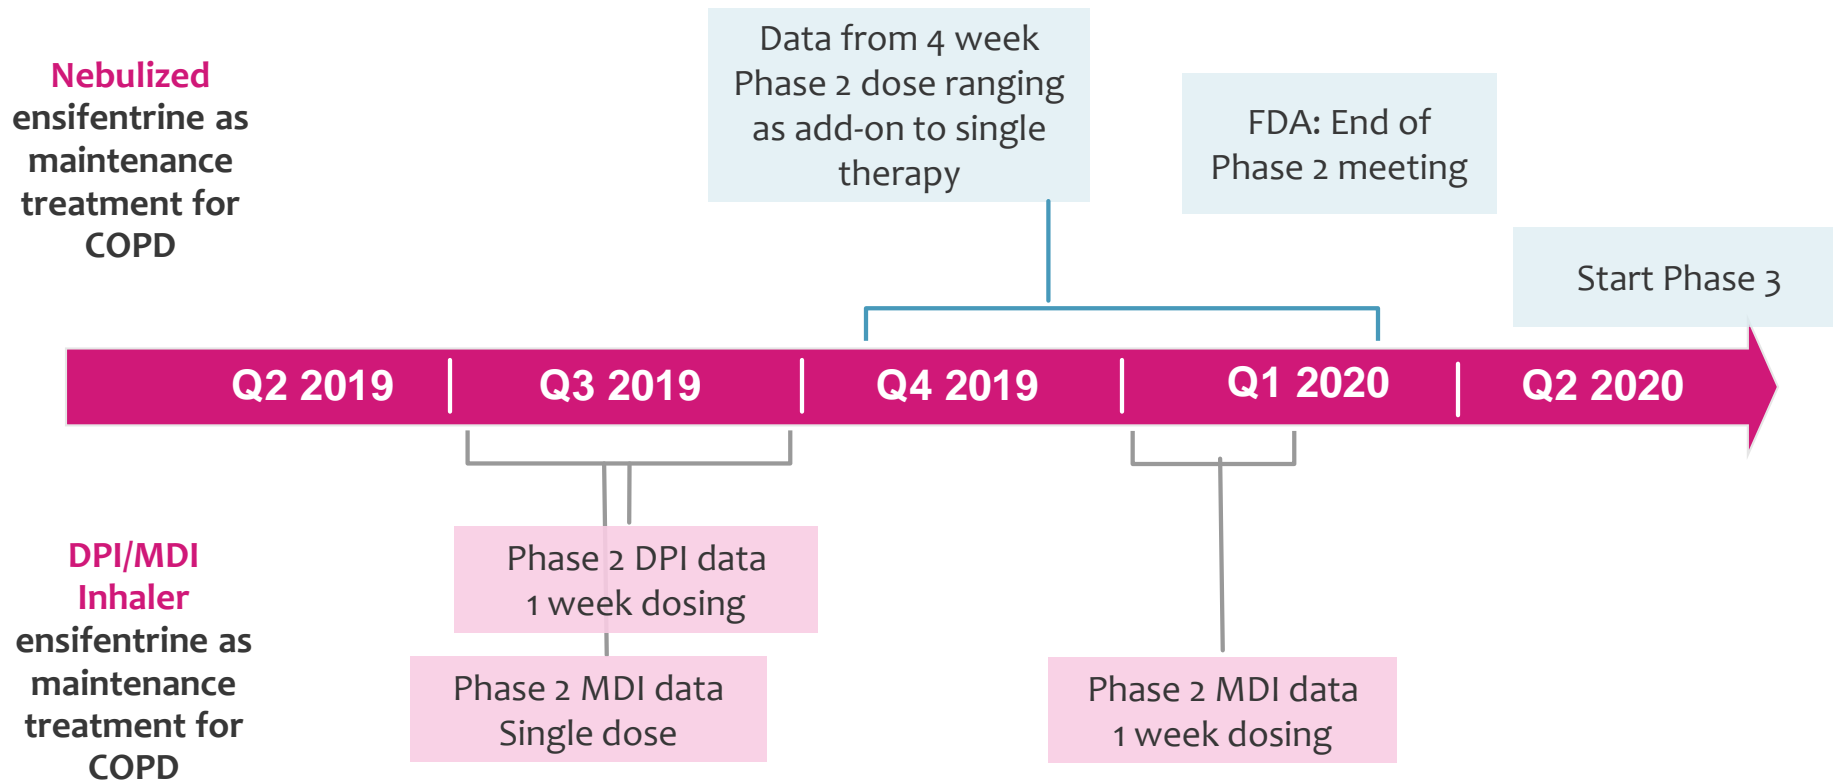 Nebulized
ensifentrine as
maintenance
treatment for
COPD
Data from 4 week
Phase 2 dose ranging
as add-on to single
therapy
FDA: End of
Phase 2 meeting
Start Phase 3
Q2 2019
Q3 2019
Q4 2019
Q1 2020
Q2 2020
DPI/MDI
Inhaler
ensifentrine as
maintenance
treatment for
COPD
Phase 2 DPI data
1 week dosing
Phase 2 MDI data
Single dose
Phase 2 MDI data
1 week dosing